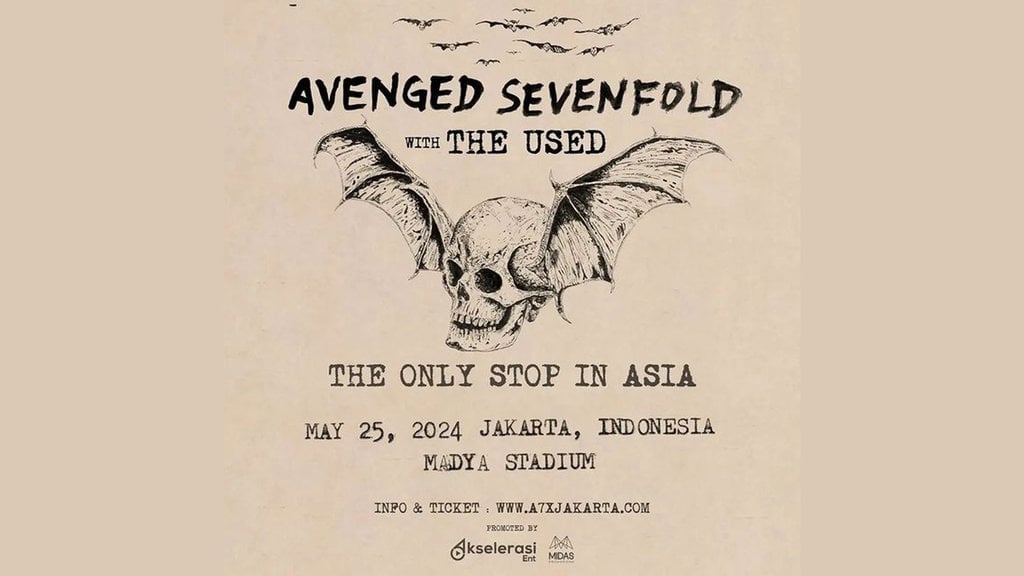 AVENGED SEVENFOLD
WITH THE USED
THE ONLY STOP IN ASIA
MAY 25, 2024 JAKARTA, INDONESIA
MADYA STADIUM
INFO & TICKET : WWW.A7XJAKARTA.COM
PROMOTED BY
Akselerasi Ent MIDAS